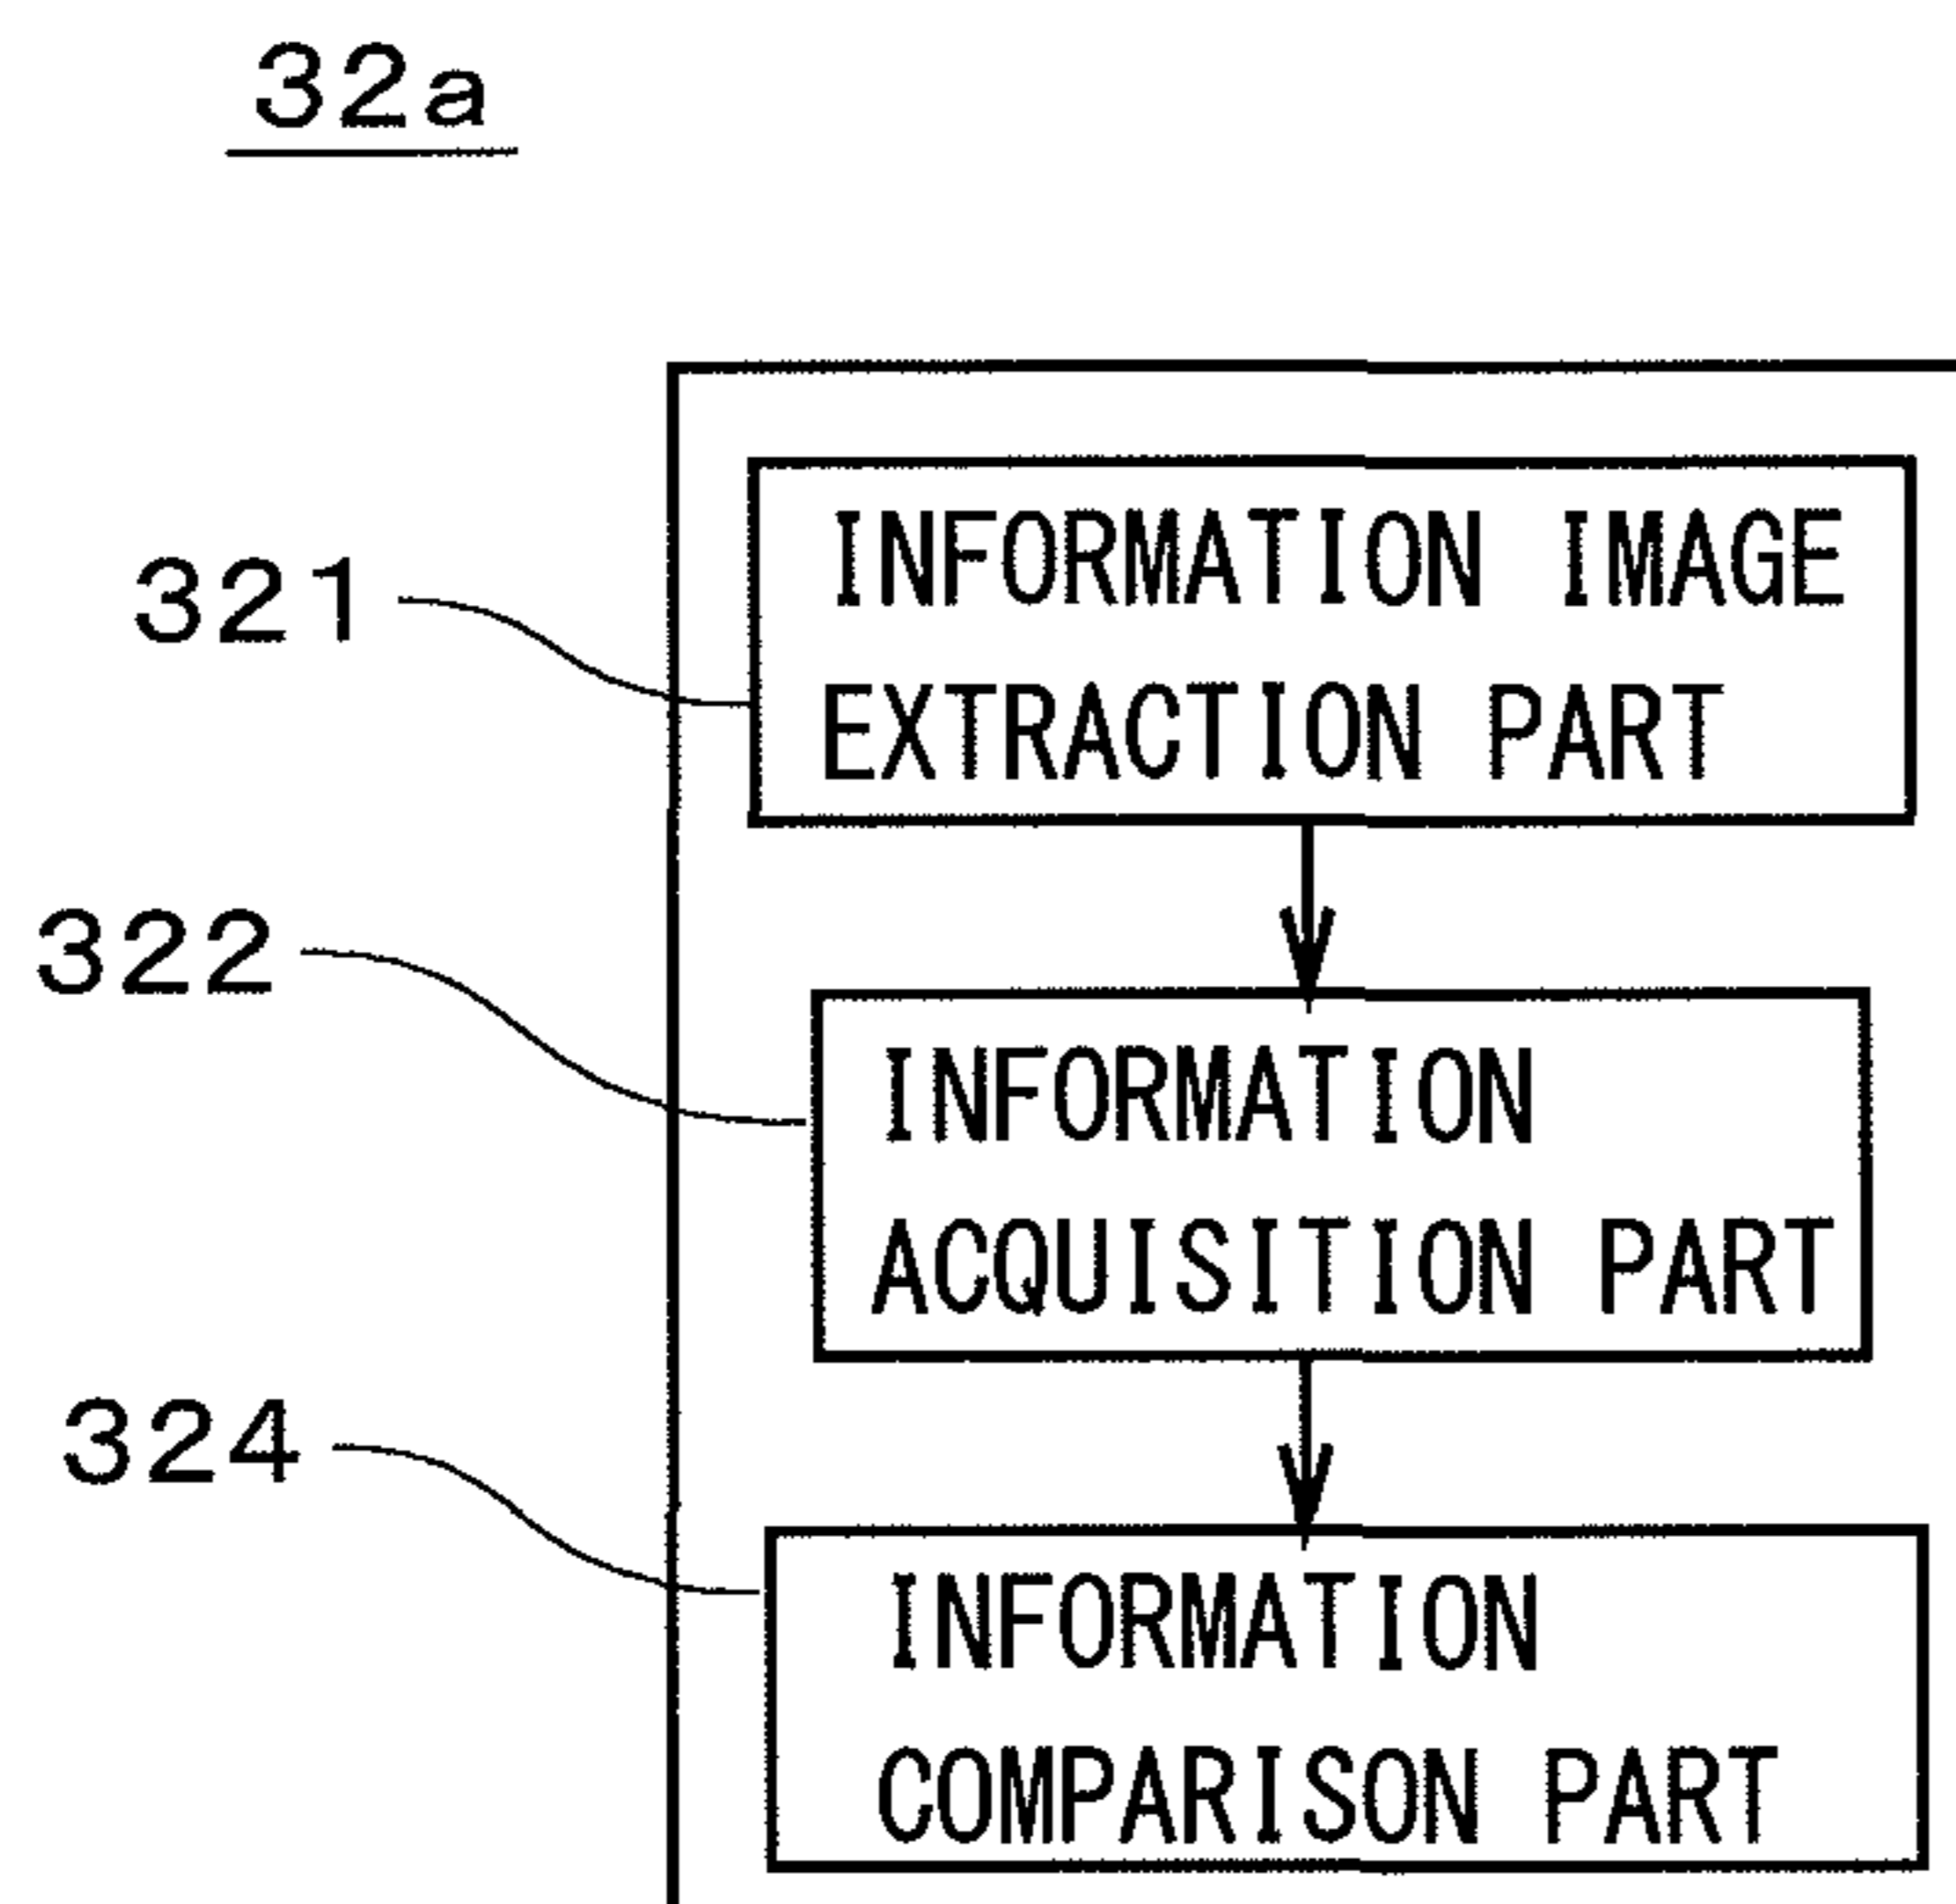 32a
321
INFORMATION IMAGE
EXTRACTION PART
322
INFORMATION
ACQUISITION PART
324
INFORMATION
COMPARISON PART